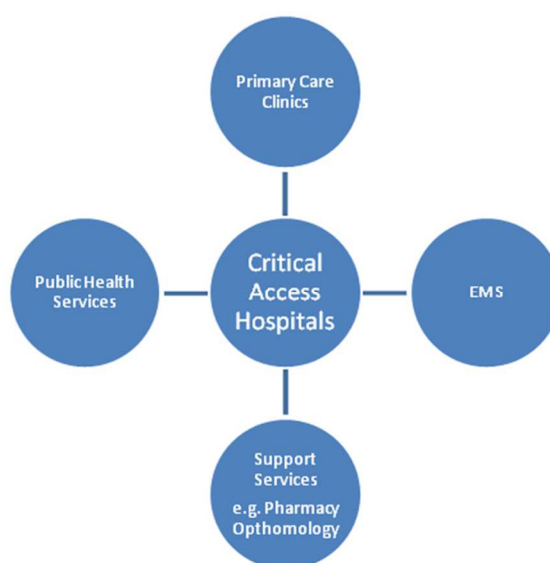 Primary Care
Clinics
Public Health
Services
Critical
Access
Hospitals
EMS
Support
Services
e.g. Pharmacy
Opthomology